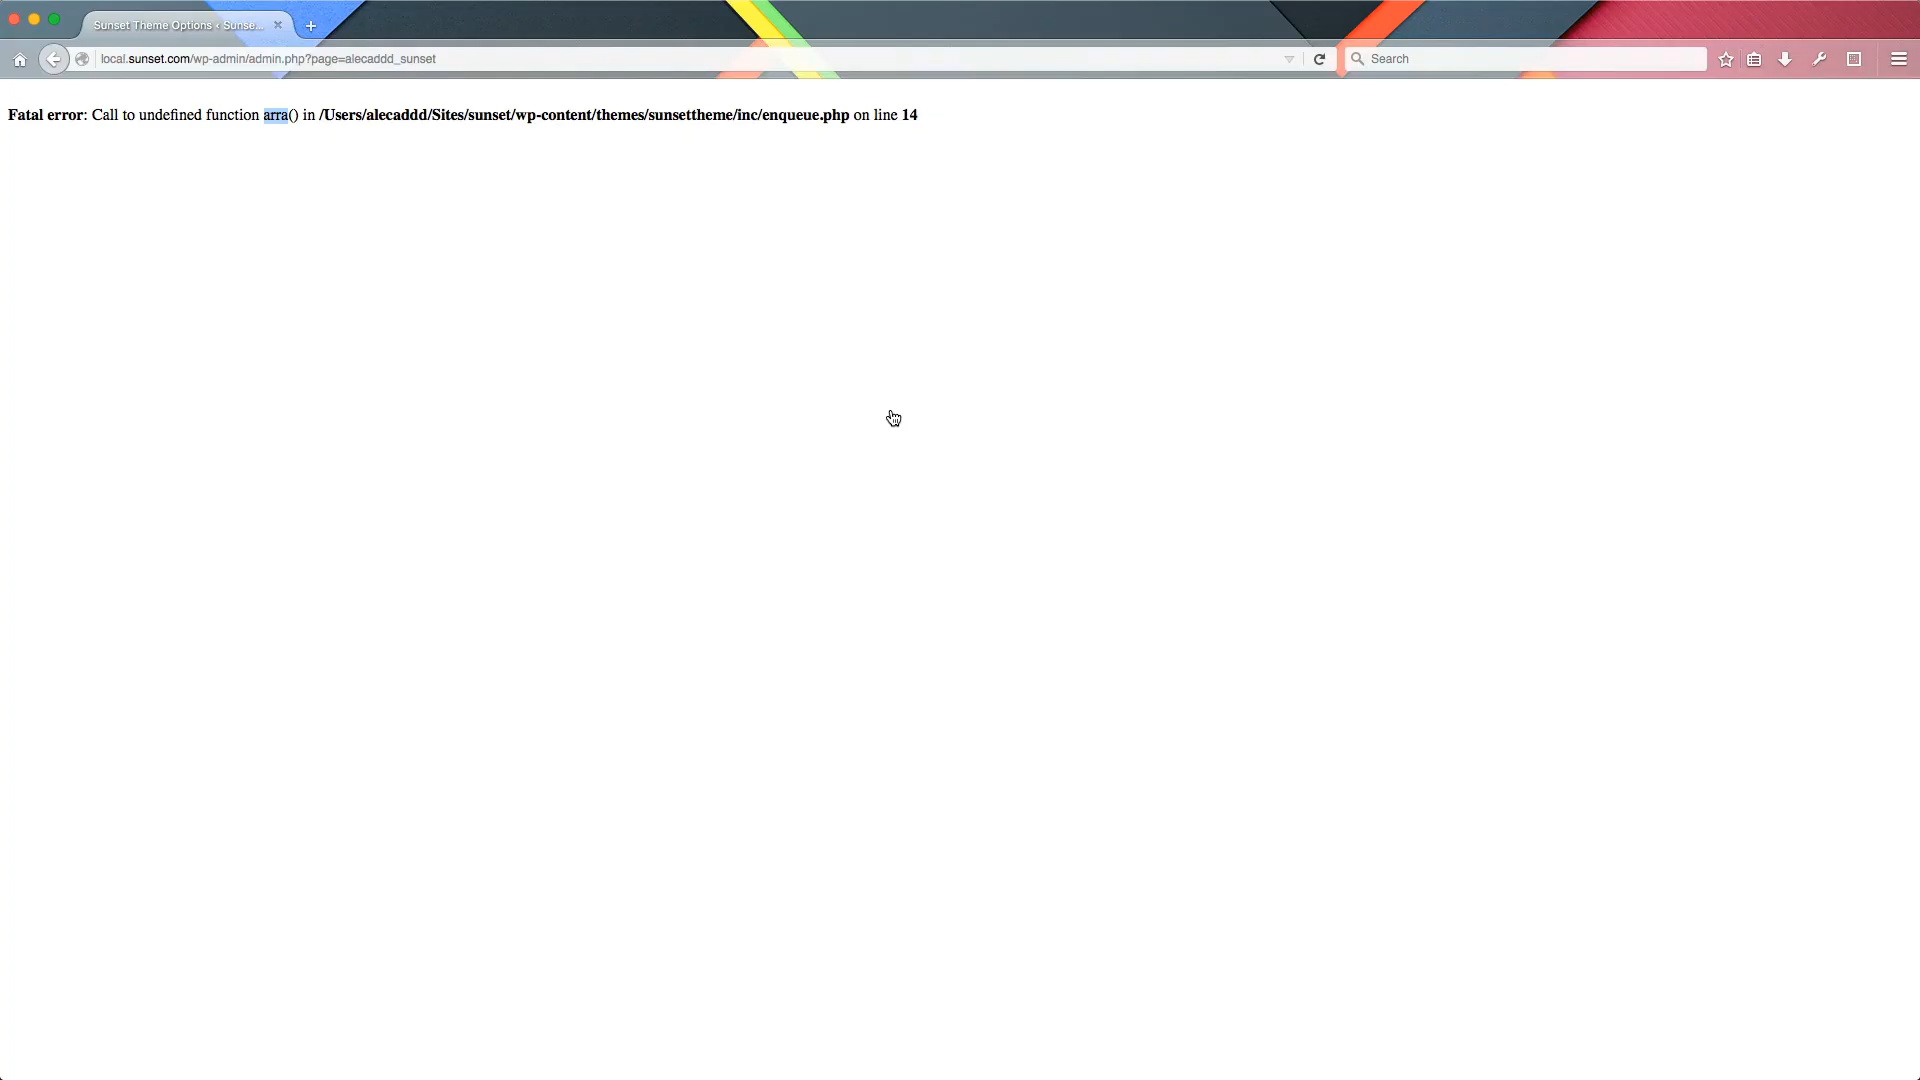 Sunset Theme Options ‹ Sunse...
local.sunset.com/wp-admin/admin.php?page=alecaddd_sunset
Search
Fatal error: Call to undefined function arra() in /Users/alecaddd/Sites/sunset/wp-content/themes/sunsettheme/inc/enqueue.php on line 14